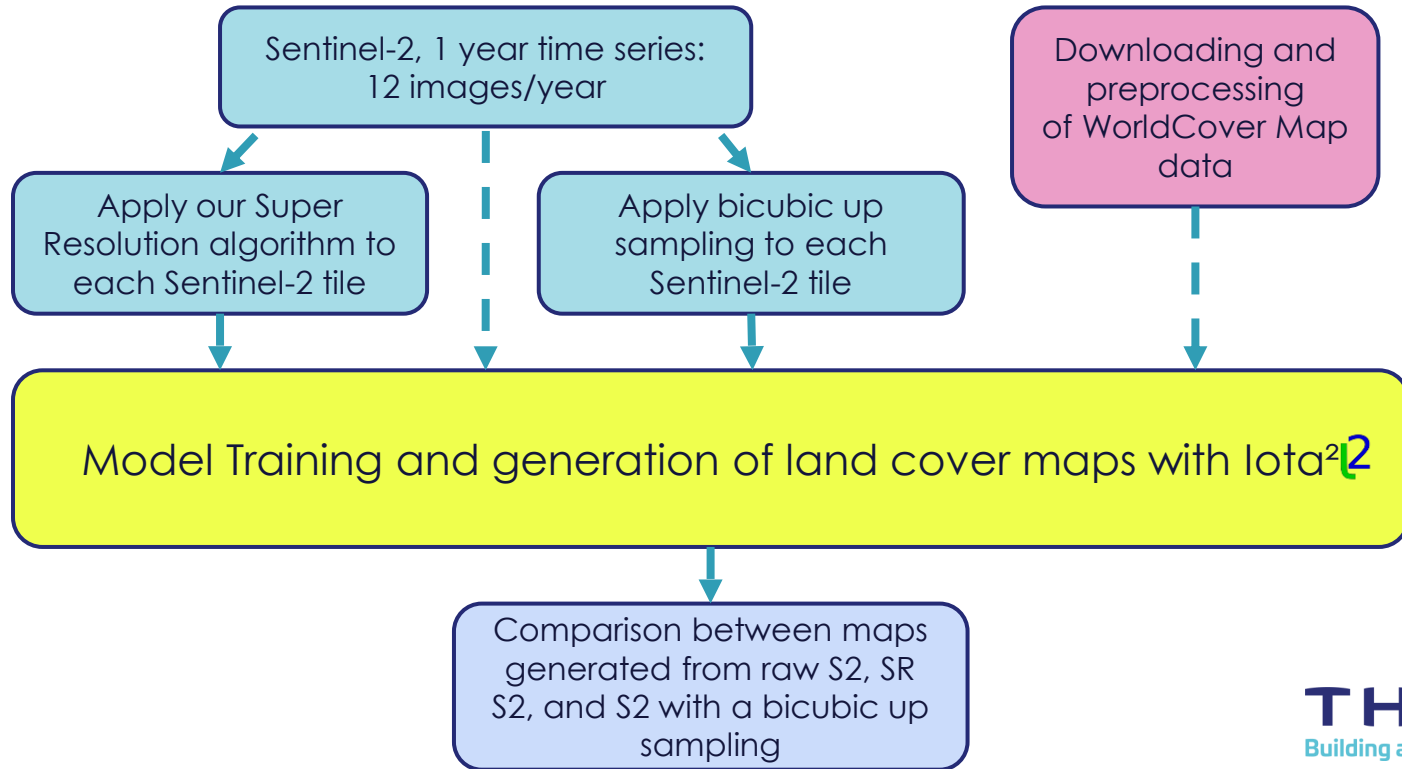 Sentinel-2, 1 year time series:
12 images/year
Downloading and
preprocessing
of WorldCover Map
data
Apply our Super
Resolution algorithm to
each Sentinel-2 tile
Apply bicubic up
sampling to each
Sentinel-2 tile
Model Training and generation of land cover maps with Iota²
ι2
Comparison between maps
generated from raw S2, SR
S2, and S2 with a bicubic up
sampling
TH
Building a